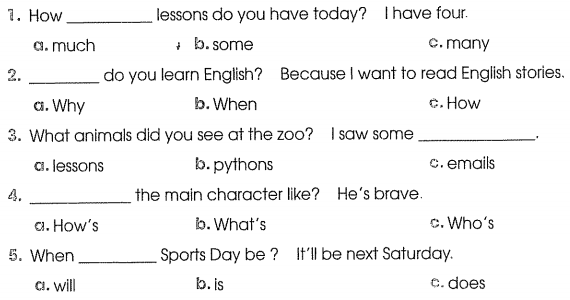 1. How __________ lessons do you have today? I have four.
a. much b. some c. many
2. ________ do you learn English? Because I want to read English stories.
a. Why b. When c. How
3. What animals did you see at the zoo? I saw some _____________.
a. lessons b. pythons c. emails
4. ____________ the main character like? He's brave.
a. How's b. What's c. Who's
5. When _________ Sports Day be ? It'll be next Saturday.
a. will b. is c. does